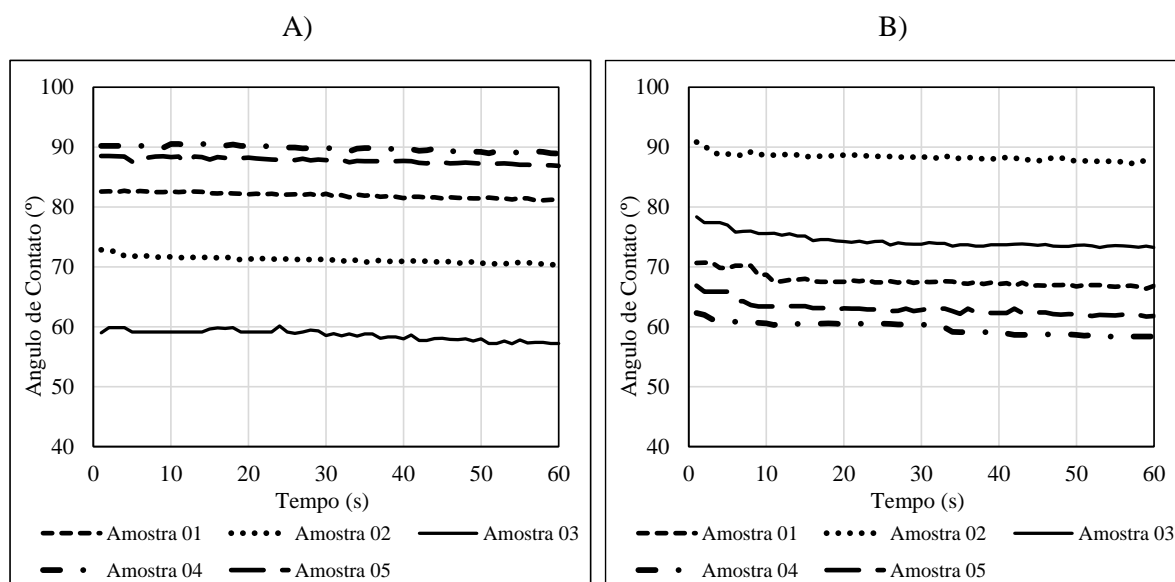 A)
100
90
80
70
60
50
40
Angulo de Contato (º)
0 10 20 30 40 50 60
Tempo (s)
Amostra 01 Amostra 02 Amostra 03
Amostra 04 Amostra 05
B)
100
90
80
70
60
50
40
Angulo de Contato (º)
0 10 20 30 40 50 60
Tempo (s)
Amostra 01 Amostra 02 Amostra 03
Amostra 04 Amostra 05